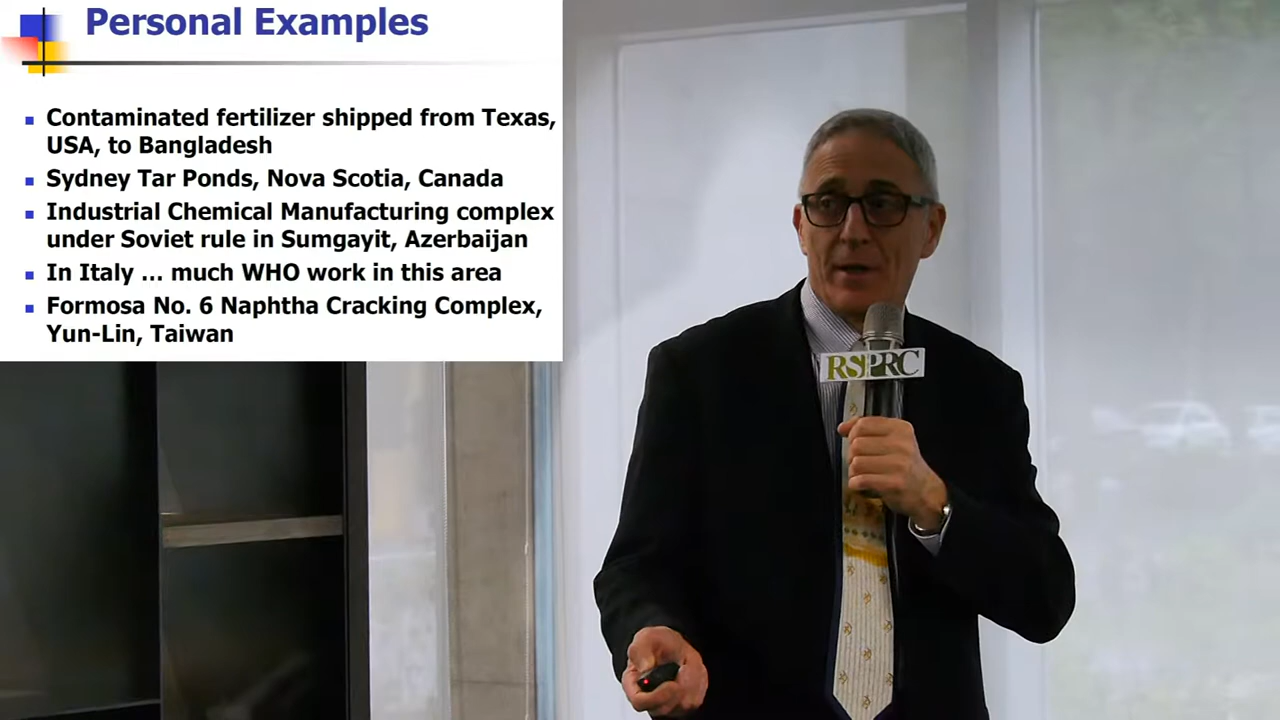 Personal Examples
Contaminated fertilizer shipped from Texas,
USA, to Bangladesh
Sydney Tar Ponds, Nova Scotia, Canada
Industrial Chemical Manufacturing complex
under Soviet rule in Sumgayit, Azerbaijan
In Italy … much WHO work in this area
Formosa No. 6 Naphtha Cracking Complex,
Yun-Lin, Taiwan
RSPRC